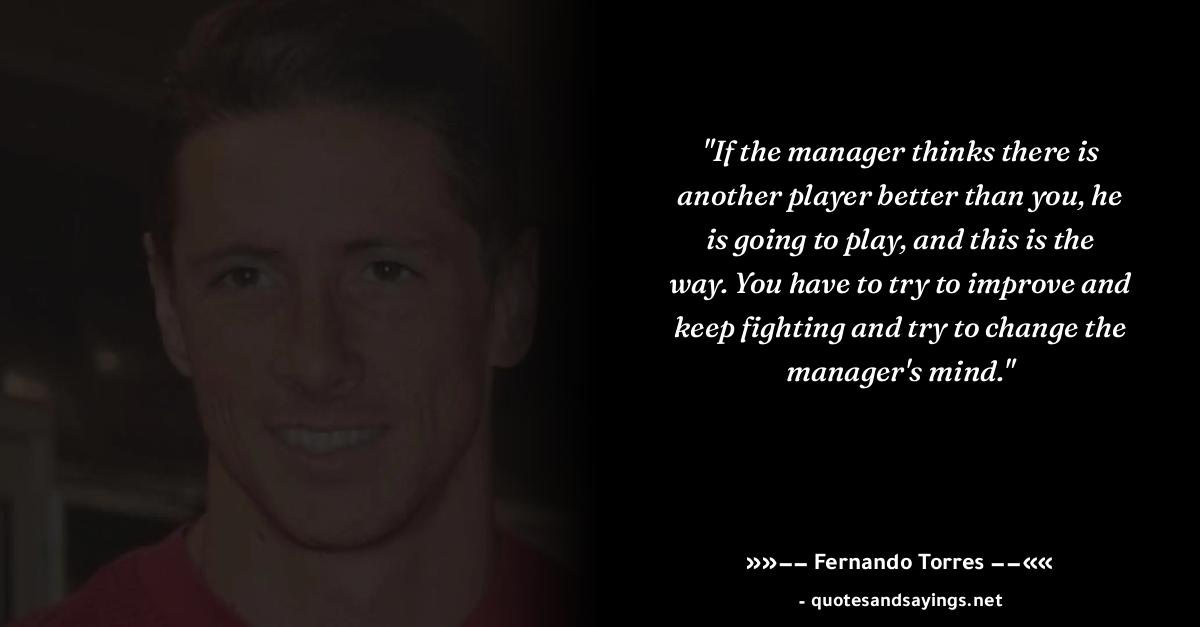 "If the manager thinks there is
another player better than you, he
is going to play, and this is the
way. You have to try to improve and
keep fighting and try to change the
manager's mind."
»»–– Fernando Torres ––««
- quotesandsayings.net